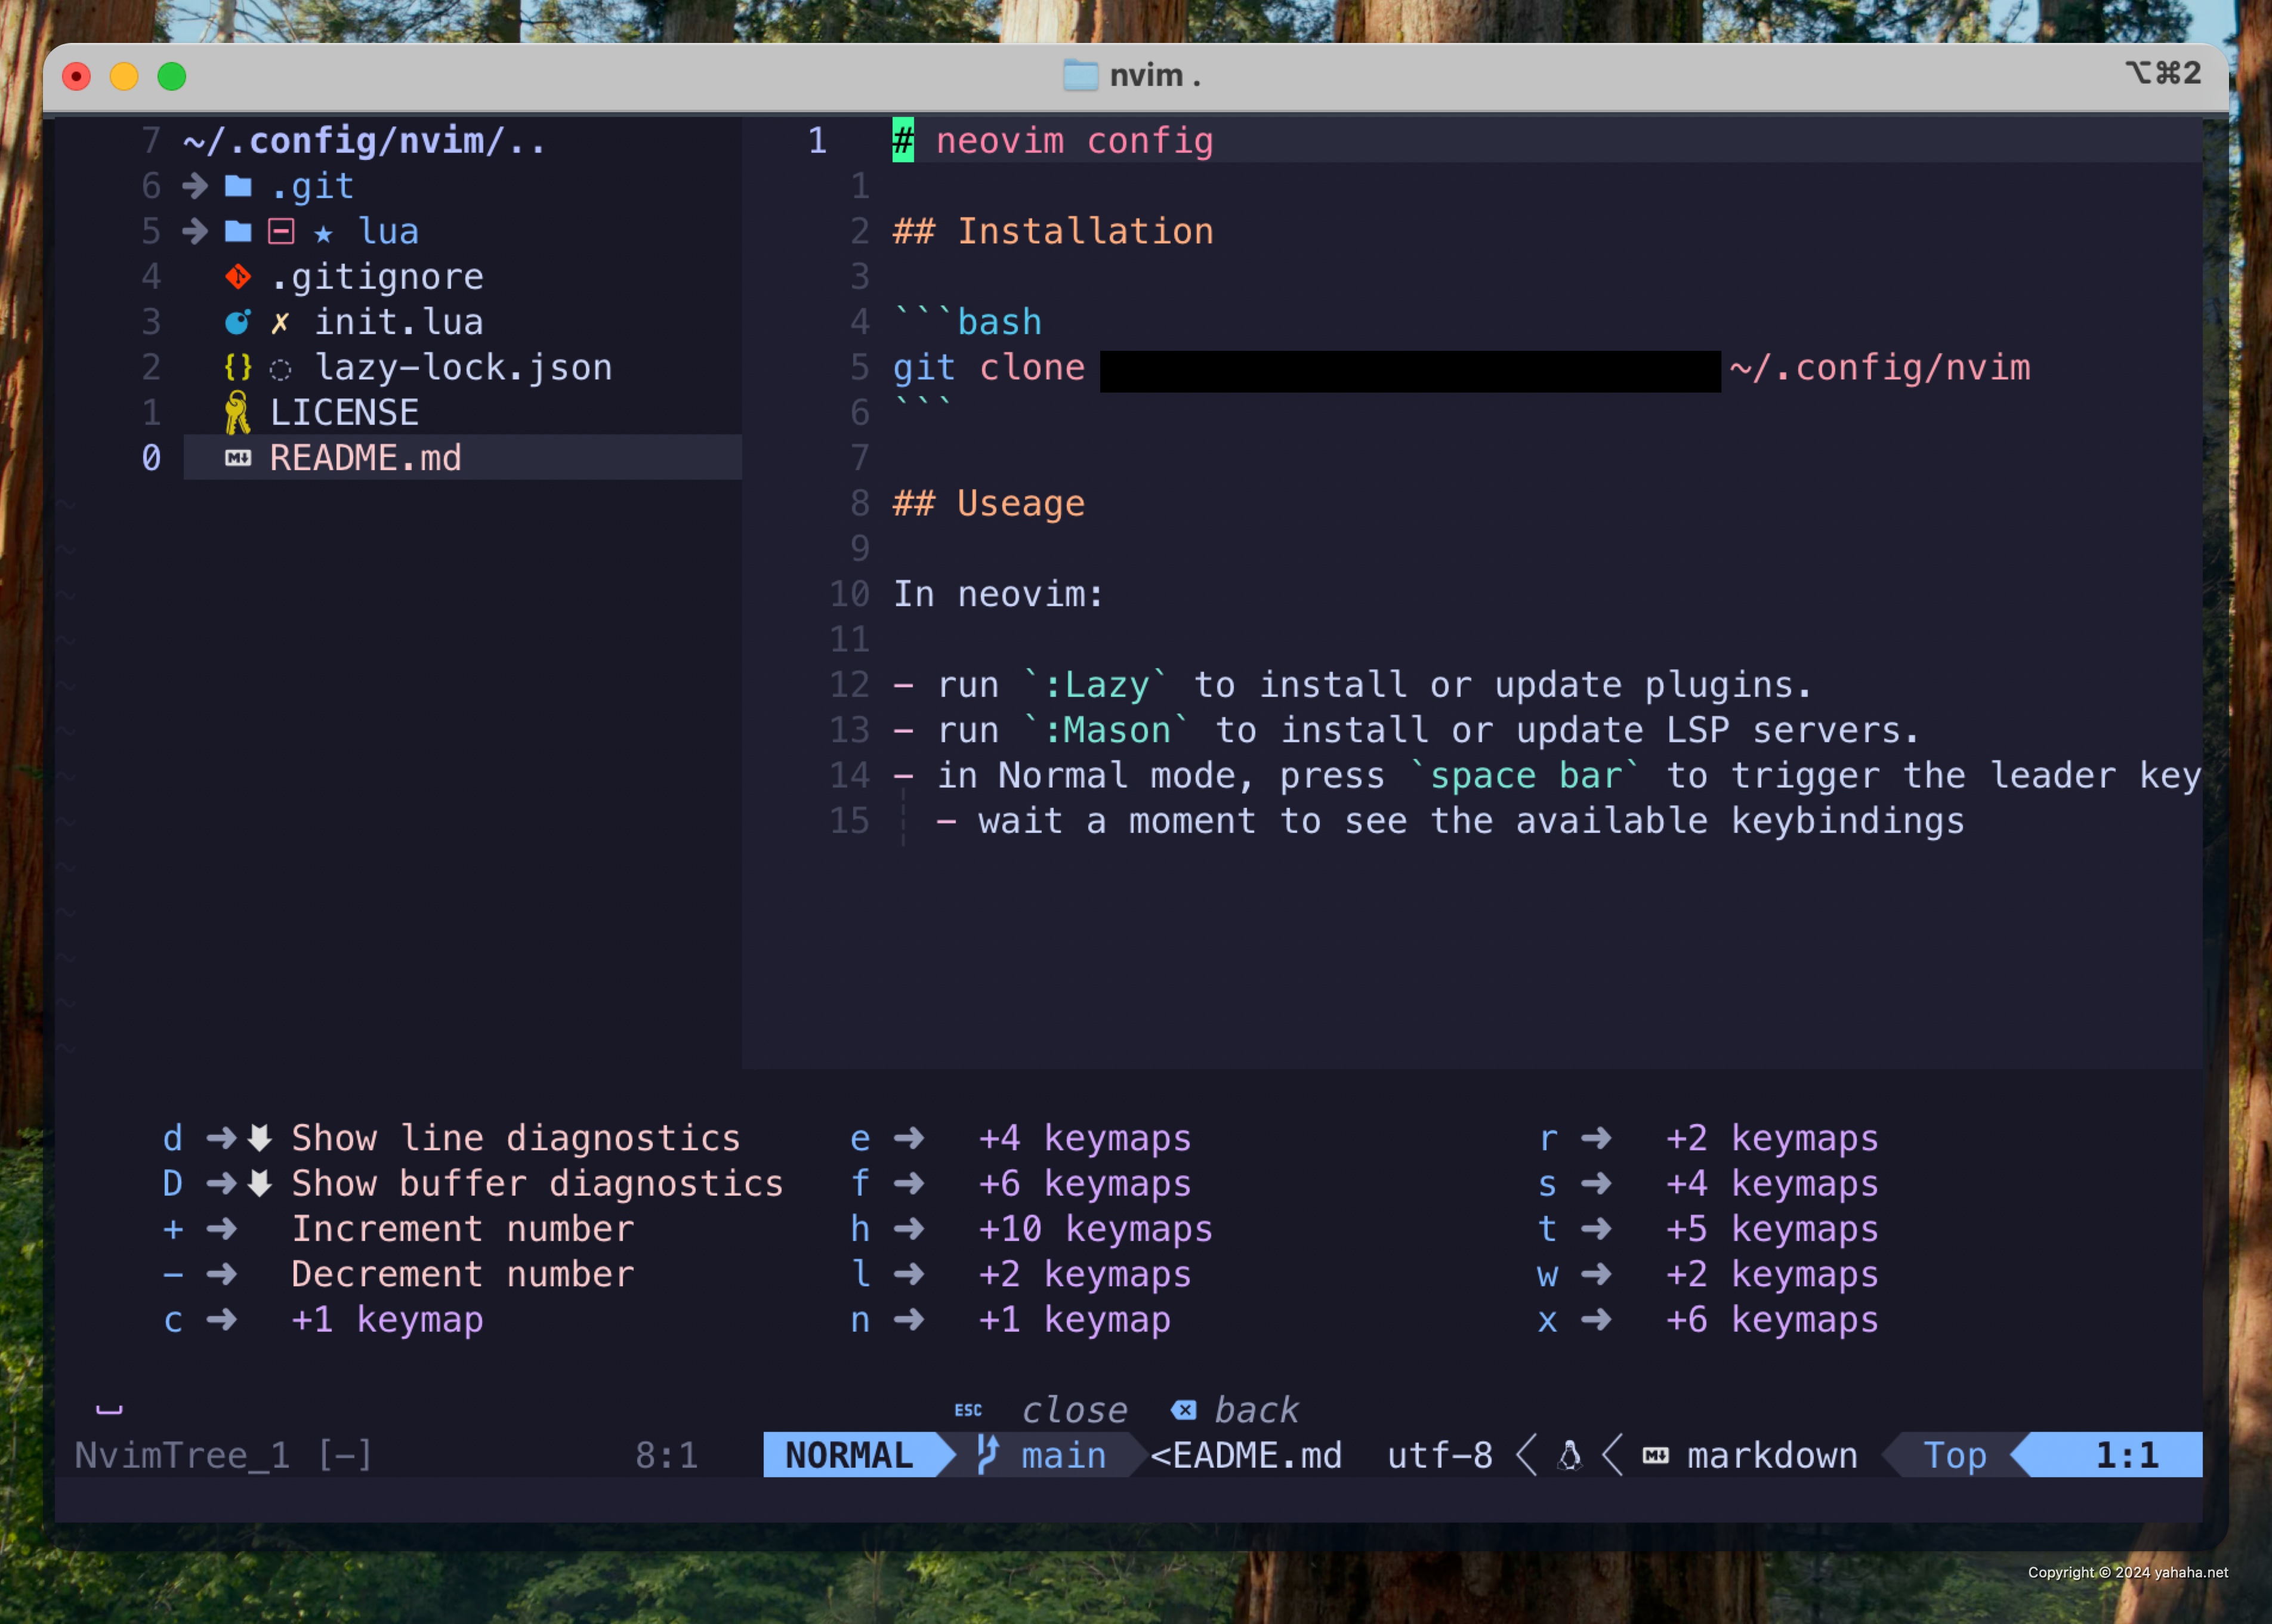 nvim .
⌥⌘2
7 ~/.config/nvim/..
6 .git
5 lua
4 .gitignore
3 ✗ init.lua
2 {} lazy-lock.json
1 LICENSE
0 README.md
1 # neovim config
1
2 ## Installation
3
4 ```bash
5 git clone ~/.config/nvim
6 ```
7
8 ## Useage
9
10 In neovim:
11
12 - run `:Lazy` to install or update plugins.
13 - run `:Mason` to install or update LSP servers.
14 - in Normal mode, press `space bar` to trigger the leader key
15 - wait a moment to see the available keybindings
d ➜ Show line diagnostics e ➜ +4 keymaps r ➜ +2 keymaps
D ➜ Show buffer diagnostics f ➜ +6 keymaps s ➜ +4 keymaps
+ ➜ Increment number h ➜ +10 keymaps t ➜ +5 keymaps
- ➜ Decrement number l ➜ +2 keymaps w ➜ +2 keymaps
c ➜ +1 keymap n ➜ +1 keymap x ➜ +6 keymaps
ESC close back
NvimTree_1 [-] 8:1 NORMAL main <EADME.md utf-8 markdown Top 1:1
Copyright © 2024 yahaha.net